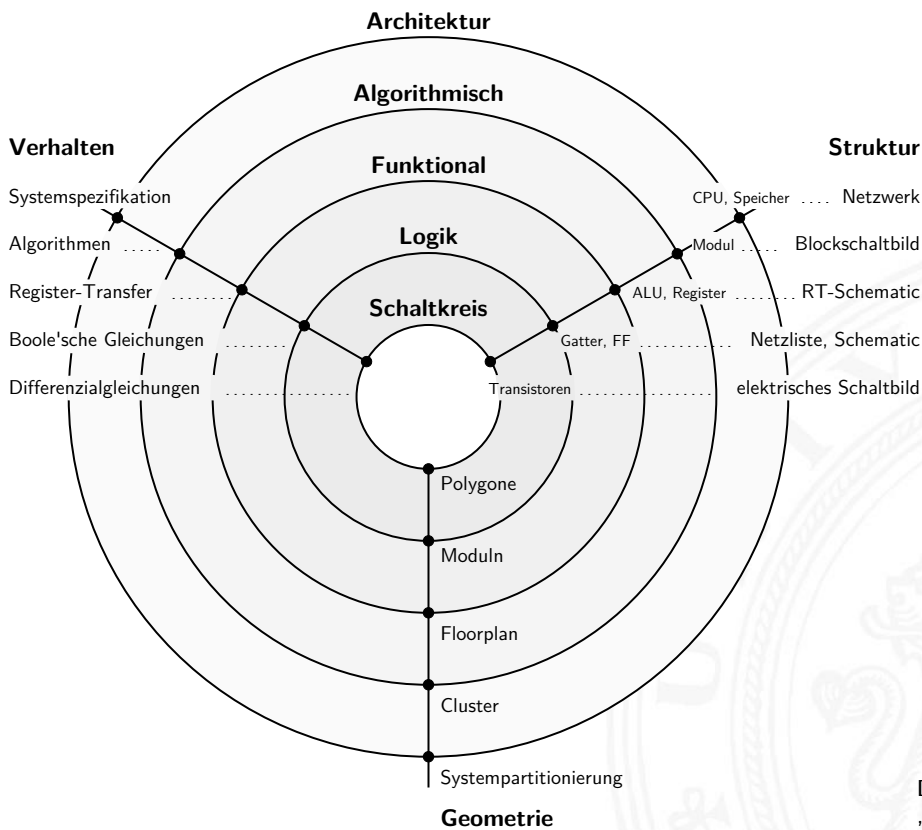 Architektur
Algorithmisch
Verhalten
Struktur
Funktional
Systemspezifikation
CPU, Speicher .... Netzwerk
Logik
Algorithmen
Modul
Blockschaltbild
Register-Transfer
ALU, Register
RT-Schematic
Schaltkreis
Boole'sche Gleichungen
Gatter, FF
Netzliste, Schematic
Differenzialgleichungen
Transistoren
elektrisches Schaltbild
Polygone
Moduln
Floorplan
Cluster
Systempartitionierung
Geometrie